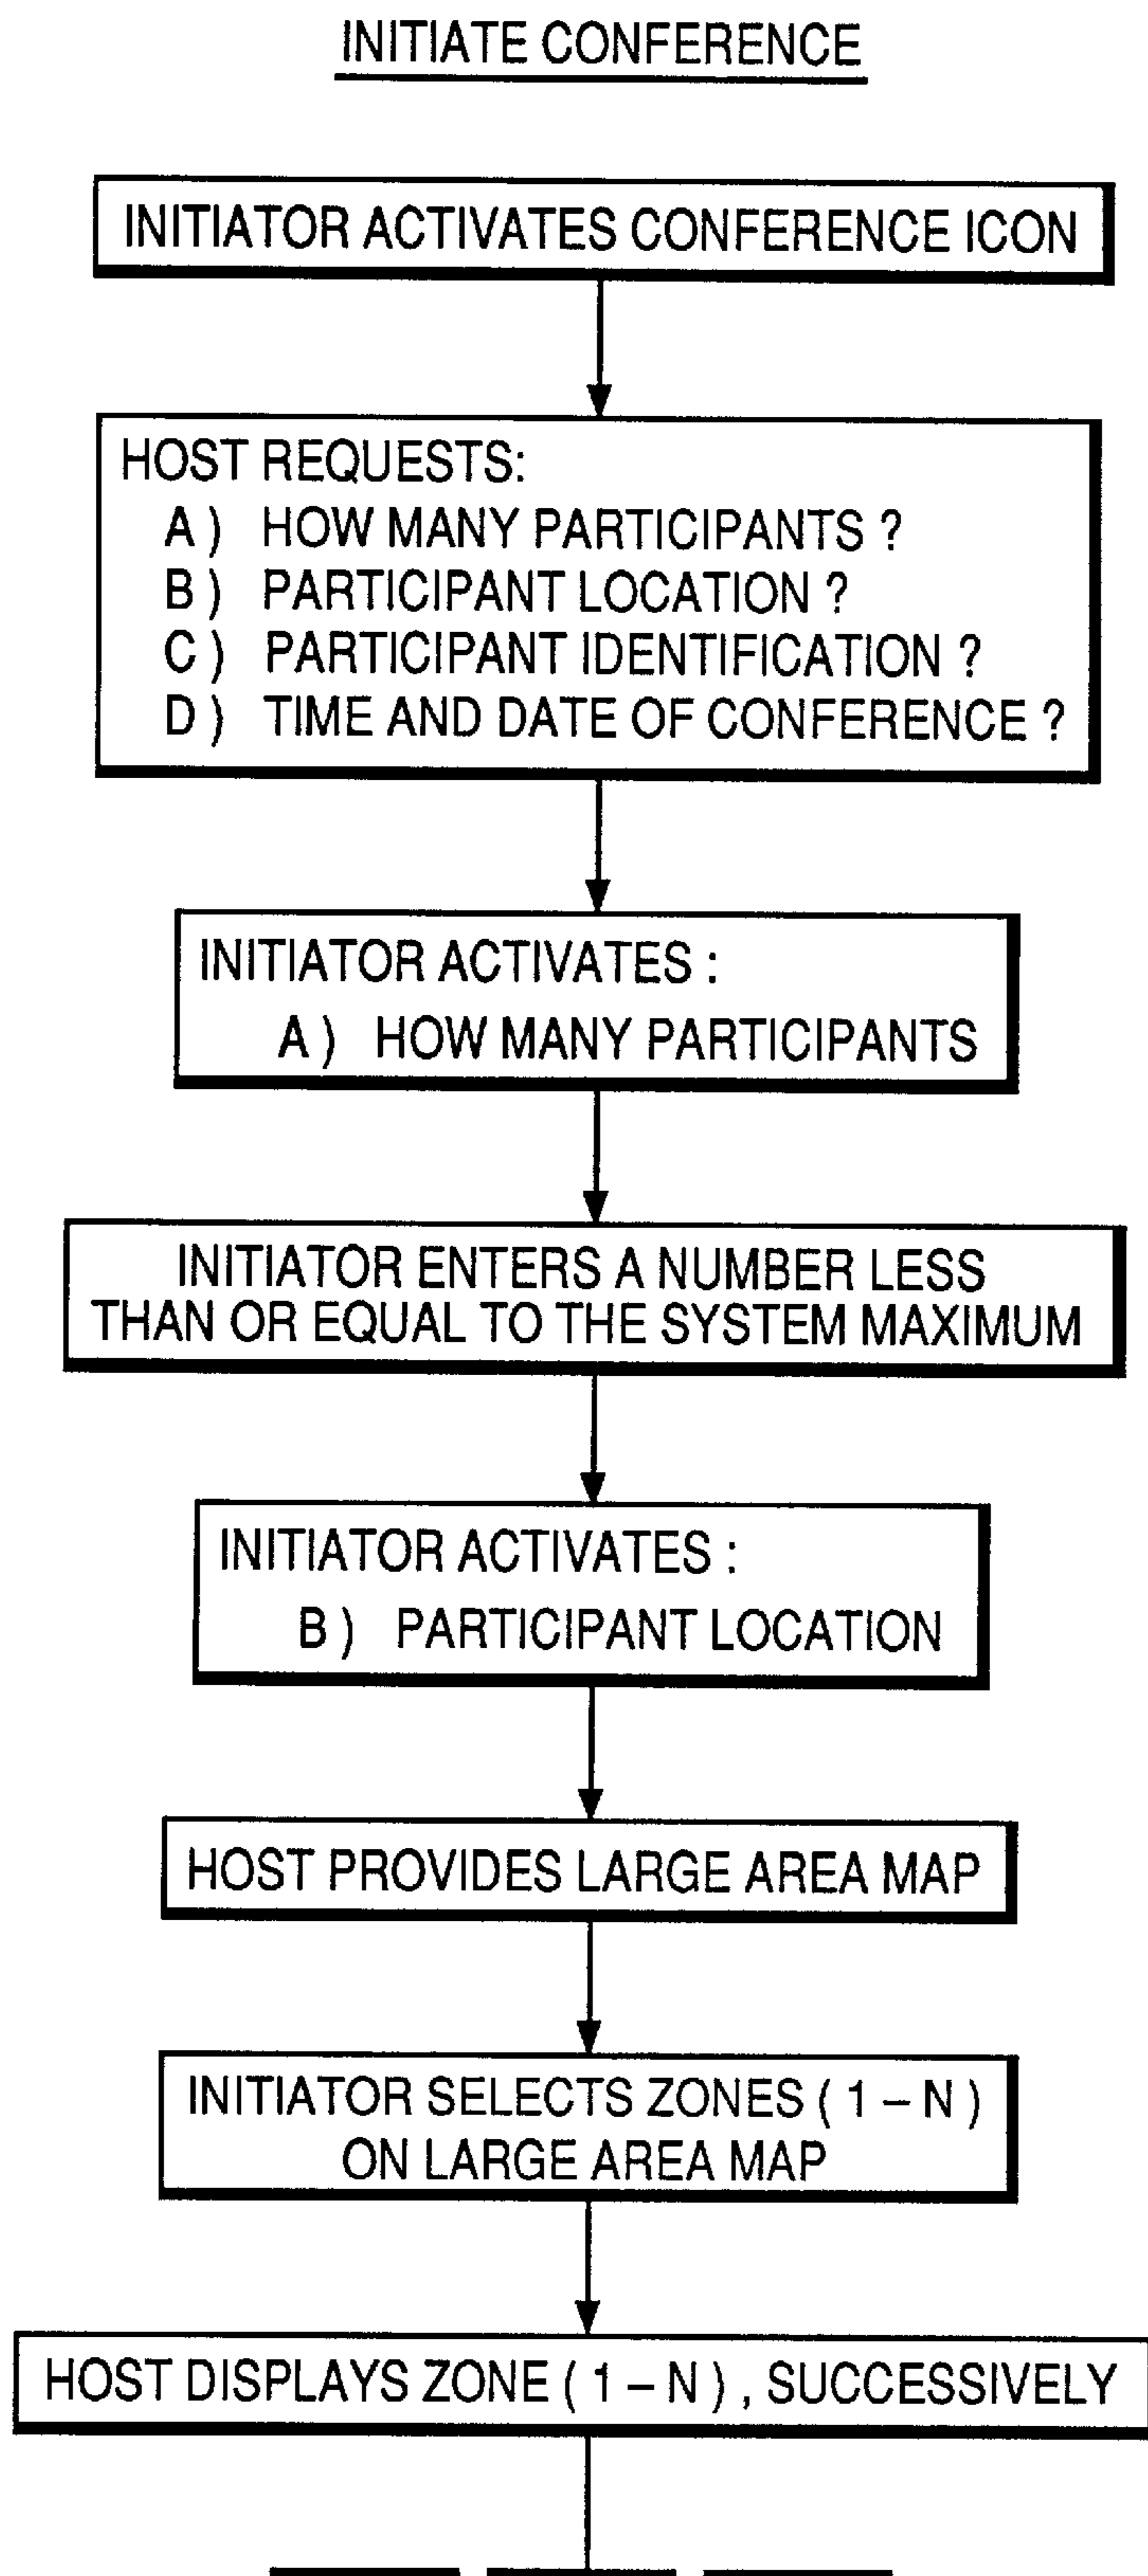 INITIATE CONFERENCE
INITIATOR ACTIVATES CONFERENCE ICON
HOST REQUESTS:
A ) HOW MANY PARTICIPANTS ?
B ) PARTICIPANT LOCATION ?
C ) PARTICIPANT IDENTIFICATION ?
D ) TIME AND DATE OF CONFERENCE ?
INITIATOR ACTIVATES :
A ) HOW MANY PARTICIPANTS
INITIATOR ENTERS A NUMBER LESS
THAN OR EQUAL TO THE SYSTEM MAXIMUM
INITIATOR ACTIVATES :
B ) PARTICIPANT LOCATION
HOST PROVIDES LARGE AREA MAP
INITIATOR SELECTS ZONES ( 1 – N )
ON LARGE AREA MAP
HOST DISPLAYS ZONE ( 1 – N ) , SUCCESSIVELY